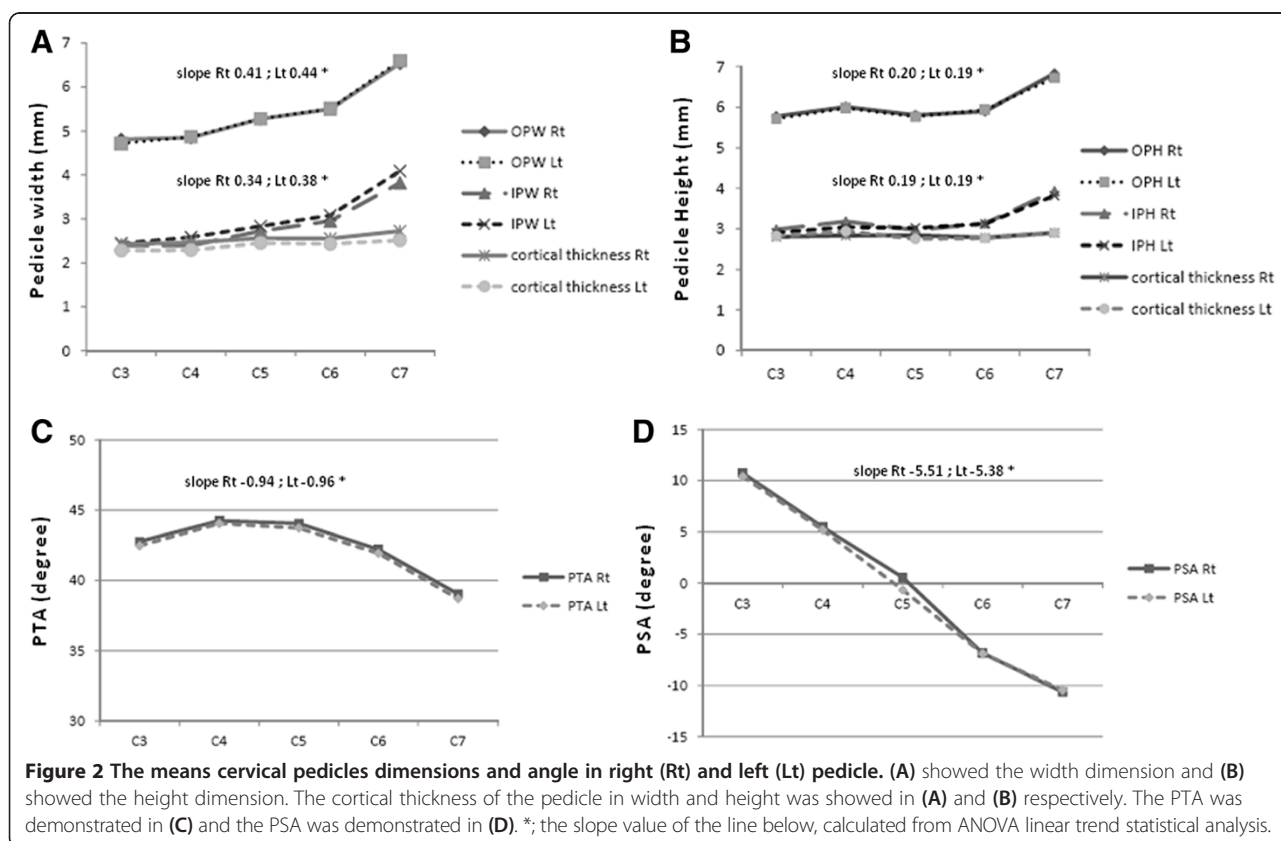 A
7
6
5
4
3
2
1
0
Pedicle width (mm)
slope Rt 0.41 ; Lt 0.44 *
slope Rt 0.34 ; Lt 0.38 *
C3 C4 C5 C6 C7
OPW Rt
OPW Lt
IPW Rt
IPW Lt
cortical thickness Rt
cortical thickness Lt
B
7
6
5
4
3
2
1
0
Pedicle Height (mm)
slope Rt 0.20 ; Lt 0.19 *
slope Rt 0.19 ; Lt 0.19 *
C3 C4 C5 C6 C7
OPH Rt
OPH Lt
IPH Rt
IPH Lt
cortical thickness Rt
cortical thickness Lt
C
50
45
40
35
30
PTA (degree)
slope Rt -0.94 ; Lt -0.96 *
C3 C4 C5 C6 C7
PTA Rt
PTA Lt
D
15
10
5
0
-5
-10
-15
PSA (degree)
slope Rt -5.51 ; Lt -5.38 *
C3 C4 C5 C6 C7
PSA Rt
PSA Lt
Figure 2 The means cervical pedicles dimensions and angle in right (Rt) and left (Lt) pedicle. (A) showed the width dimension and (B)
showed the height dimension. The cortical thickness of the pedicle in width and height was showed in (A) and (B) respectively. The PTA was
demonstrated in (C) and the PSA was demonstrated in (D). *; the slope value of the line below, calculated from ANOVA linear trend statistical analysis.